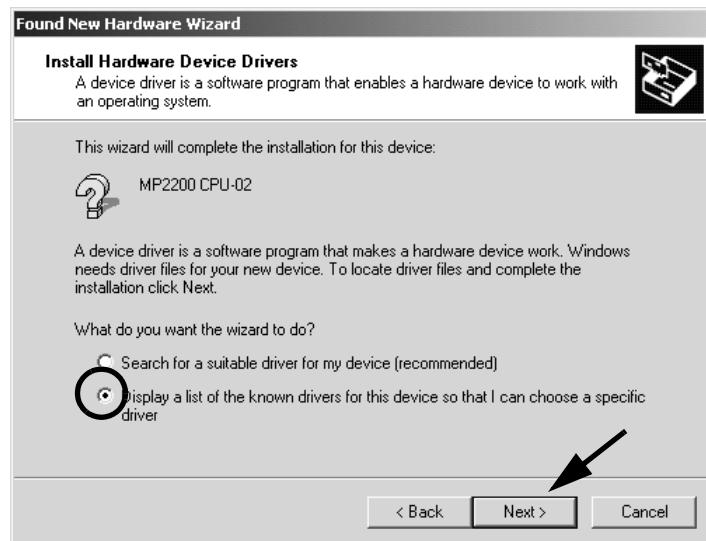 Found New Hardware Wizard
Install Hardware Device Drivers
A device driver is a software program that enables a hardware device to work with
an operating system.
This wizard will complete the installation for this device:
MP2200 CPU-02
A device driver is a software program that makes a hardware device work. Windows
needs driver files for your new device. To locate driver files and complete the
installation click Next.
What do you want the wizard to do?
Search for a suitable driver for my device (recommended)
Display a list of the known drivers for this device so that I can choose a specific
driver
< Back Next > Cancel